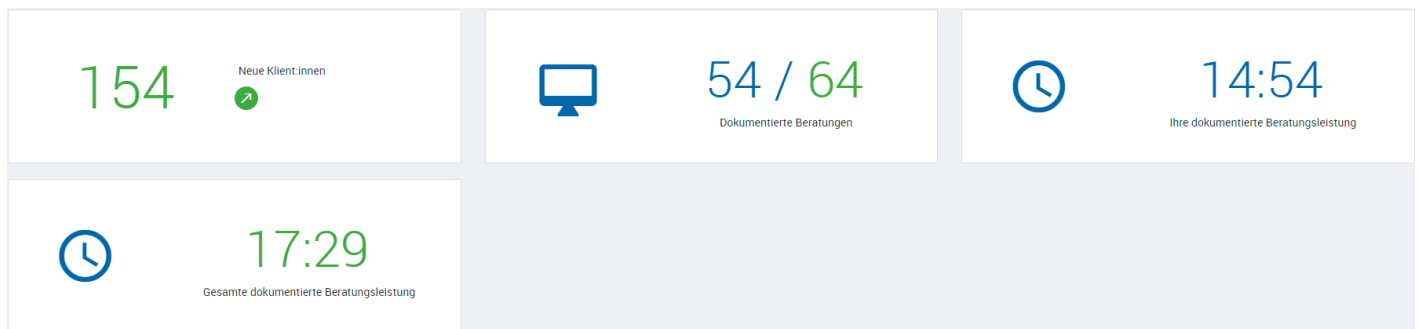 154
Neue Klient:innen
54 / 64
Dokumentierte Beratungen
14:54
Ihre dokumentierte Beratungsleistung
17:29
Gesamte dokumentierte Beratungsleistung